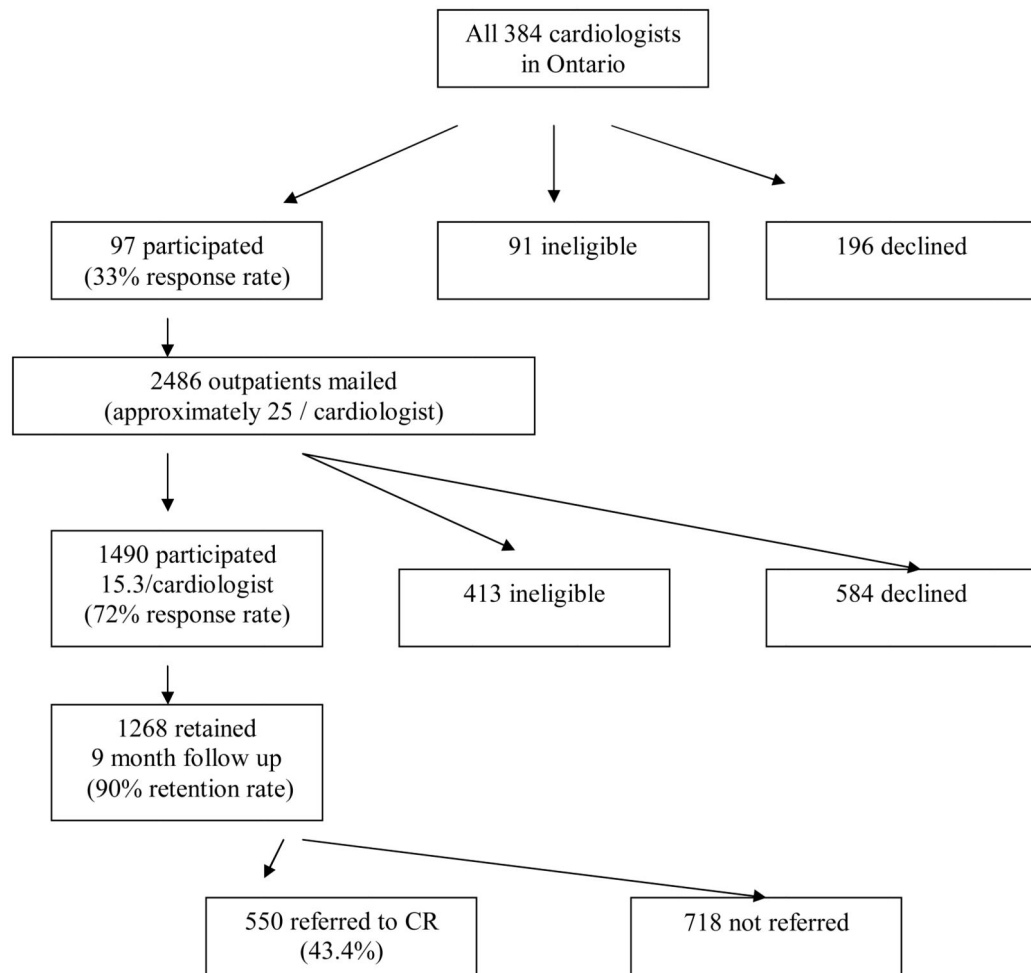 All 384 cardiologists
in Ontario
97 participated
(33% response rate)
91 ineligible
196 declined
2486 outpatients mailed
(approximately 25 / cardiologist)
1490 participated
15.3/cardiologist
(72% response rate)
413 ineligible
584 declined
1268 retained
9 month follow up
(90% retention rate)
550 referred to CR
(43.4%)
718 not referred